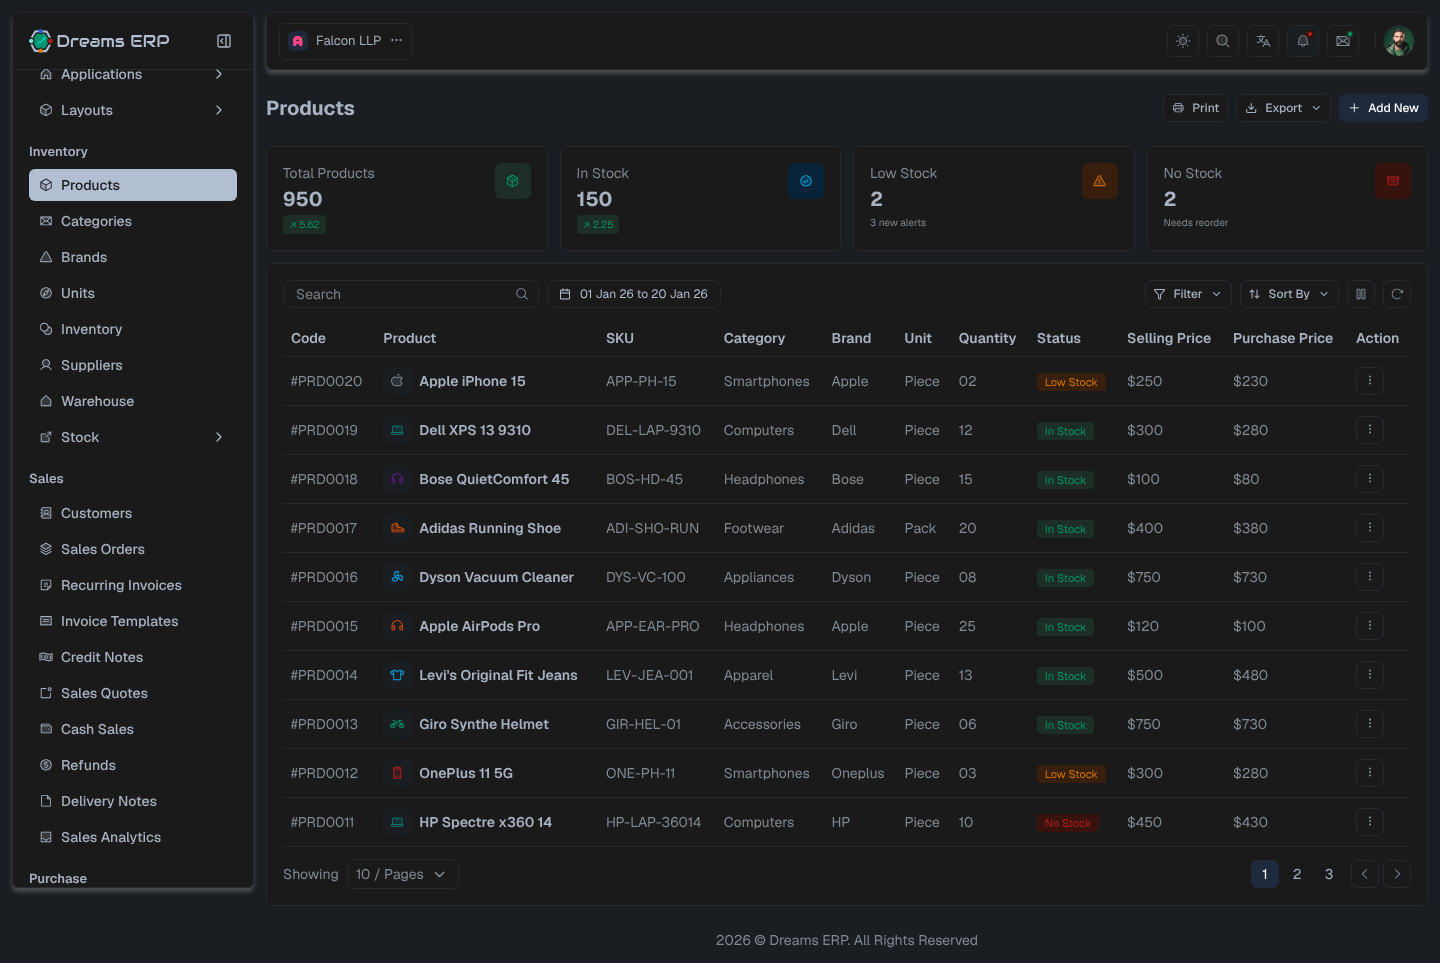 Dreams ERP
Applications
Layouts
Inventory
Products
Categories
Brands
Units
Inventory
Suppliers
Warehouse
Stock
Sales
Customers
Sales Orders
Recurring Invoices
Invoice Templates
Credit Notes
Sales Quotes
Cash Sales
Refunds
Delivery Notes
Sales Analytics
Purchase
Falcon LLP ···
Products
Print Export Add New
Total Products
950
↗ 5.62
In Stock
150
↗ 2.25
Low Stock
2
3 new alerts
No Stock
2
Needs reorder
Search 01 Jan 26 to 20 Jan 26 Filter Sort By
Code Product SKU Category Brand Unit Quantity Status Selling Price Purchase Price Action
#PRD0020 Apple iPhone 15 APP-PH-15 Smartphones Apple Piece 02 Low Stock $250 $230
#PRD0019 Dell XPS 13 9310 DEL-LAP-9310 Computers Dell Piece 12 In Stock $300 $280
#PRD0018 Bose QuietComfort 45 BOS-HD-45 Headphones Bose Piece 15 In Stock $100 $80
#PRD0017 Adidas Running Shoe ADI-SHO-RUN Footwear Adidas Pack 20 In Stock $400 $380
#PRD0016 Dyson Vacuum Cleaner DYS-VC-100 Appliances Dyson Piece 08 In Stock $750 $730
#PRD0015 Apple AirPods Pro APP-EAR-PRO Headphones Apple Piece 25 In Stock $120 $100
#PRD0014 Levi's Original Fit Jeans LEV-JEA-001 Apparel Levi Piece 13 In Stock $500 $480
#PRD0013 Giro Synthe Helmet GIR-HEL-01 Accessories Giro Piece 06 In Stock $750 $730
#PRD0012 OnePlus 11 5G ONE-PH-11 Smartphones Oneplus Piece 03 Low Stock $300 $280
#PRD0011 HP Spectre x360 14 HP-LAP-36014 Computers HP Piece 10 No Stock $450 $430
Showing 10 / Pages 1 2 3
2026 © Dreams ERP. All Rights Reserved